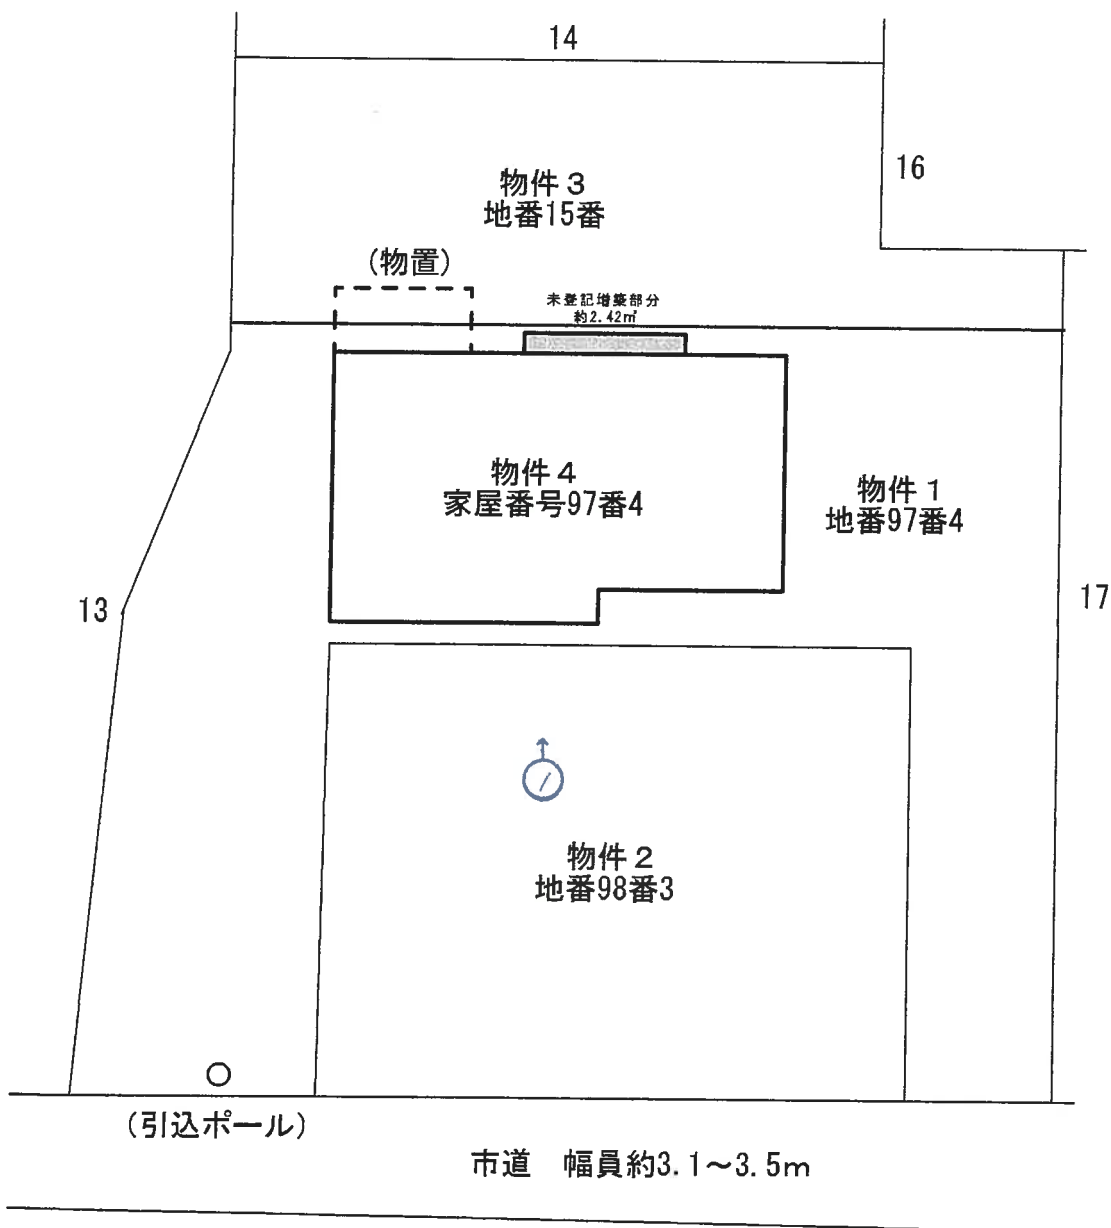 14
16
物件３
地番15番
(物置)
未登記増築部分
約2.42㎡
物件４
家屋番号97番4
物件１
地番97番4
13
17
物件２
地番98番3
(引込ポール)
市道　幅員約3.1～3.5m